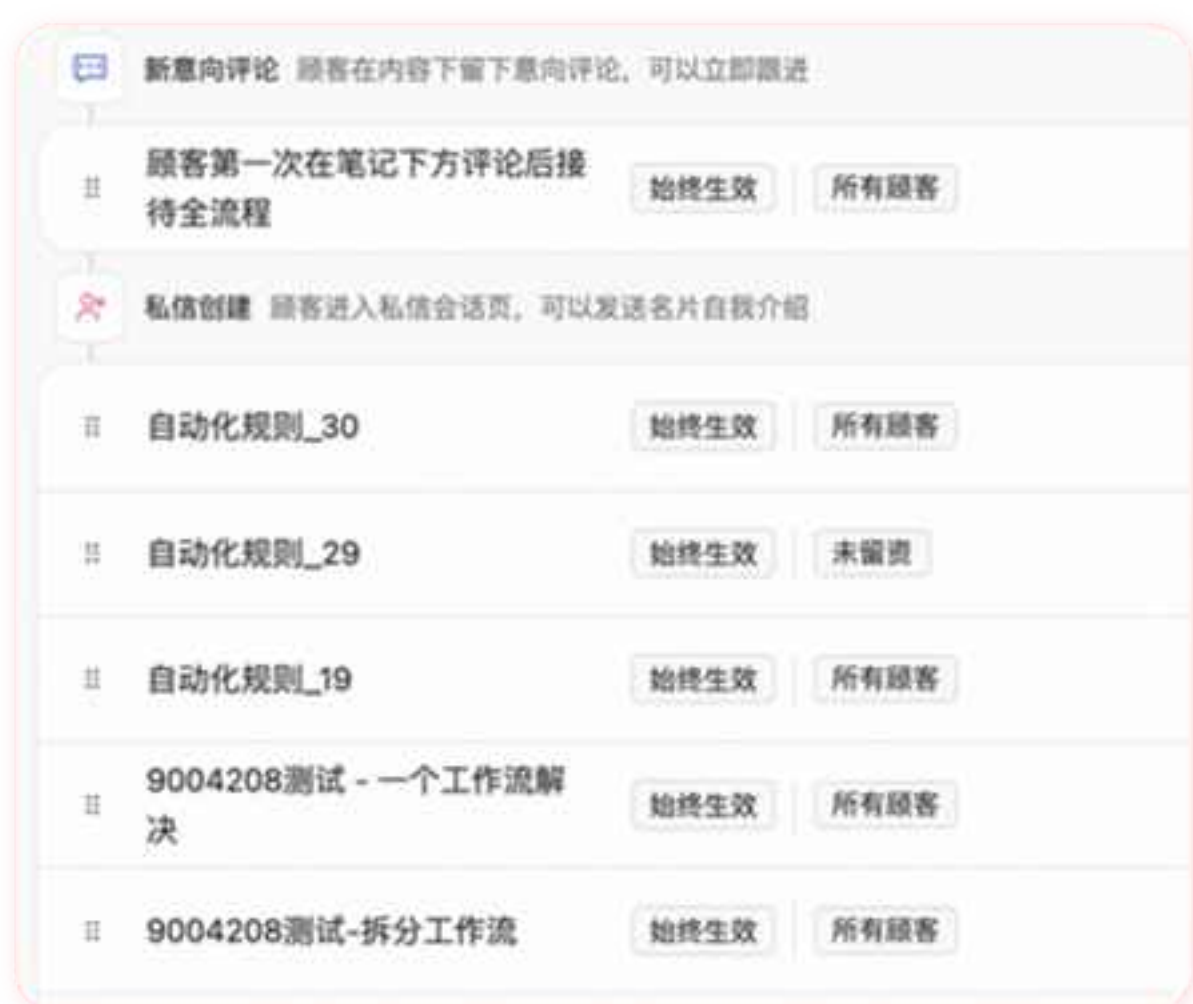 新意向评论 顾客在内容下留下意向评论，可以立即跟进
顾客第一次在笔记下方评论后接
待全流程
始终生效 所有顾客
私信创建 顾客进入私信会话页，可以发送名片自我介绍
自动化规则_30 始终生效 所有顾客
自动化规则_29 始终生效 未留资
自动化规则_19 始终生效 所有顾客
9004208测试 - 一个工作流解
决
始终生效 所有顾客
9004208测试-拆分工作流 始终生效 所有顾客